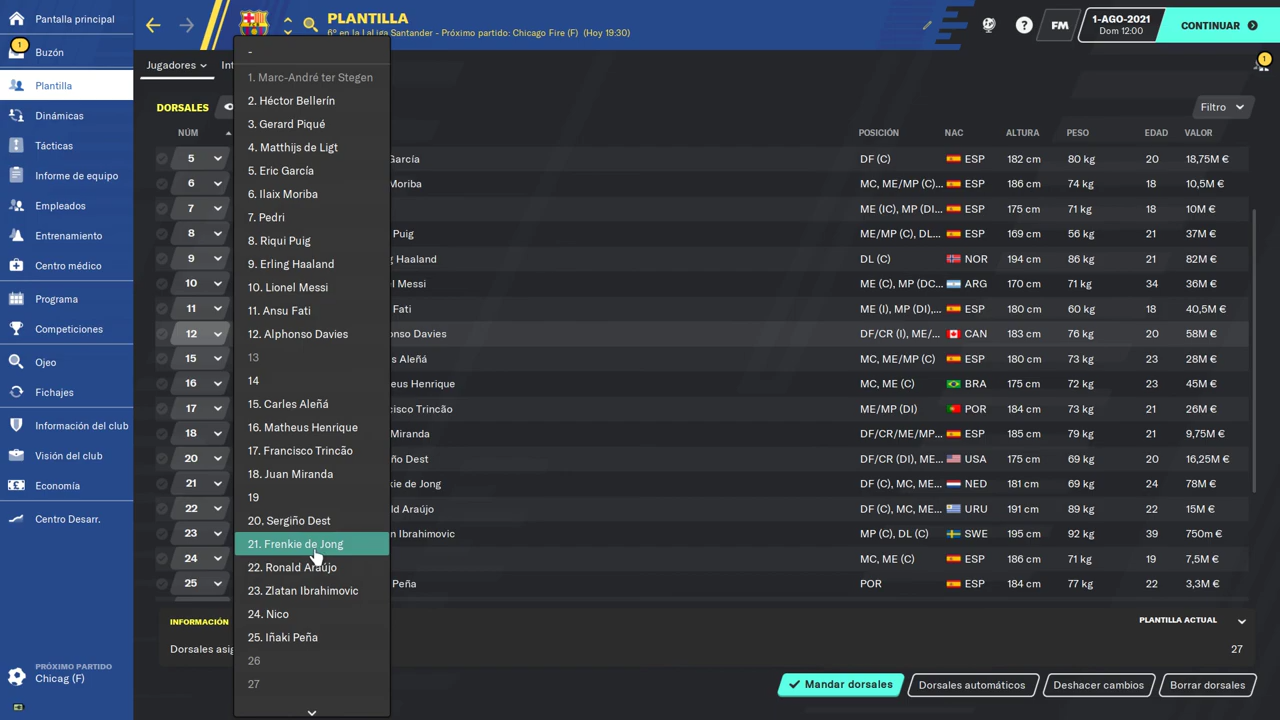 Pantalla principal
1
Buzón
Plantilla
Dinámicas
Tácticas
Informe de equipo
Empleados
Entrenamiento
Centro médico
Programa
Competiciones
Ojeo
Fichajes
Información del club
Visión del club
Economía
Centro Desarr.
PRÓXIMO PARTIDO
Chicag (F)
PLANTILLA
6º en la LaLiga Santander - Próximo partido: Chicago Fire (F) (Hoy 19:30)
FM
1-AGO-2021
Dom 12:00
CONTINUAR
1
Jugadores
Int
DORSALES
Filtro
NÚM POSICIÓN NAC ALTURA PESO EDAD VALOR
5 García DF (C) ESP 182 cm 80 kg 20 18,75M €
6 Moriba MC, ME/MP (C)... ESP 186 cm 74 kg 18 10,5M €
7 ME (IC), MP (DI... ESP 175 cm 71 kg 18 10M €
8 Puig ME/MP (C), DL... ESP 169 cm 56 kg 21 37M €
9 g Haaland DL (C) NOR 194 cm 86 kg 21 82M €
10 el Messi ME (C), MP (DC... ARG 170 cm 71 kg 34 36M €
11 Fati ME (I), MP (DI),... ESP 180 cm 60 kg 18 40,5M €
12 onso Davies DF/CR (I), ME/... CAN 183 cm 76 kg 20 58M €
15 s Aleñá MC, ME/MP (C) ESP 180 cm 73 kg 23 28M €
16 eus Henrique MC, ME (C) BRA 175 cm 72 kg 23 45M €
17 cisco Trincão ME/MP (DI) POR 184 cm 73 kg 21 26M €
18 Miranda DF/CR/ME/MP... ESP 185 cm 79 kg 21 9,75M €
20 ño Dest DF/CR (DI), ME... USA 175 cm 69 kg 20 16,25M €
21 kie de Jong DF (C), MC, ME... NED 181 cm 69 kg 24 78M €
22 ld Araújo DF (C), MC, ME... URU 191 cm 82 kg 22 15M €
23 n Ibrahimovic MP (C), DL (C) SWE 195 cm 92 kg 39 750m €
24 MC, ME (C) ESP 186 cm 71 kg 19 7,5M €
25 Peña POR ESP 184 cm 77 kg 22 3,3M €
-
1. Marc-André ter Stegen
2. Héctor Bellerín
3. Gerard Piqué
4. Matthijs de Ligt
5. Eric García
6. Ilaix Moriba
7. Pedri
8. Riqui Puig
9. Erling Haaland
10. Lionel Messi
11. Ansu Fati
12. Alphonso Davies
13
14
15. Carles Aleñá
16. Matheus Henrique
17. Francisco Trincão
18. Juan Miranda
19
20. Sergiño Dest
21. Frenkie de Jong
22. Ronald Araújo
23. Zlatan Ibrahimovic
24. Nico
25. Iñaki Peña
26
27
INFORMACIÓN
PLANTILLA ACTUAL
Dorsales asig
27
Mandar dorsales
Dorsales automáticos
Deshacer cambios
Borrar dorsales